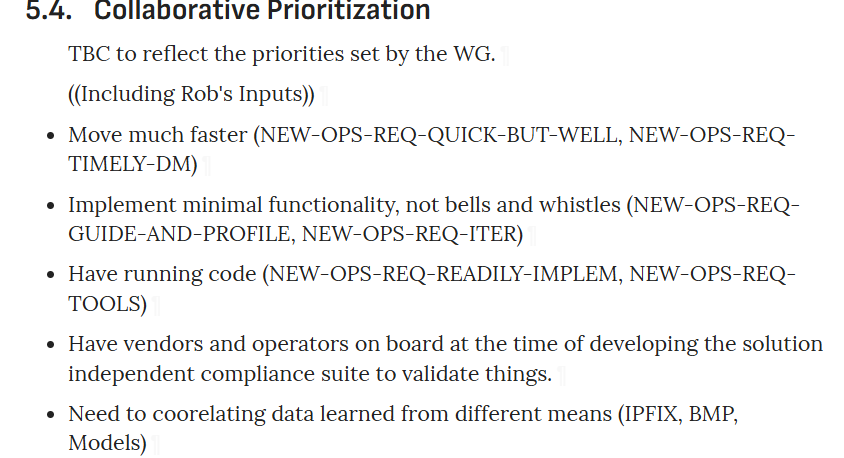 5.4. Collaborative Prioritization
TBC to reflect the priorities set by the WG.
((Including Rob's Inputs))
• Move much faster (NEW-OPS-REQ-QUICK-BUT-WELL, NEW-OPS-REQ-
TIMELY-DM)
• Implement minimal functionality, not bells and whistles (NEW-OPS-REQ-
GUIDE-AND-PROFILE, NEW-OPS-REQ-ITER)
• Have running code (NEW-OPS-REQ-READILY-IMPLEM, NEW-OPS-REQ-
TOOLS)
• Have vendors and operators on board at the time of developing the solution
independent compliance suite to validate things.
• Need to coorelating data learned from different means (IPFIX, BMP,
Models)